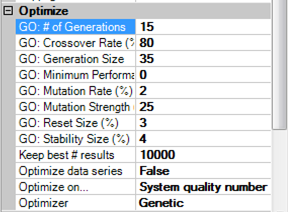 Optimize
GO: # of Generations 15
GO: Crossover Rate (% 80
GO: Generation Size 35
GO: Minimum Performa 0
GO: Mutation Rate (%) 2
GO: Mutation Strength 25
GO: Reset Size (%) 3
GO: Stability Size (%) 4
Keep best # results 10000
Optimize data series False
Optimize on... System quality number
Optimizer Genetic